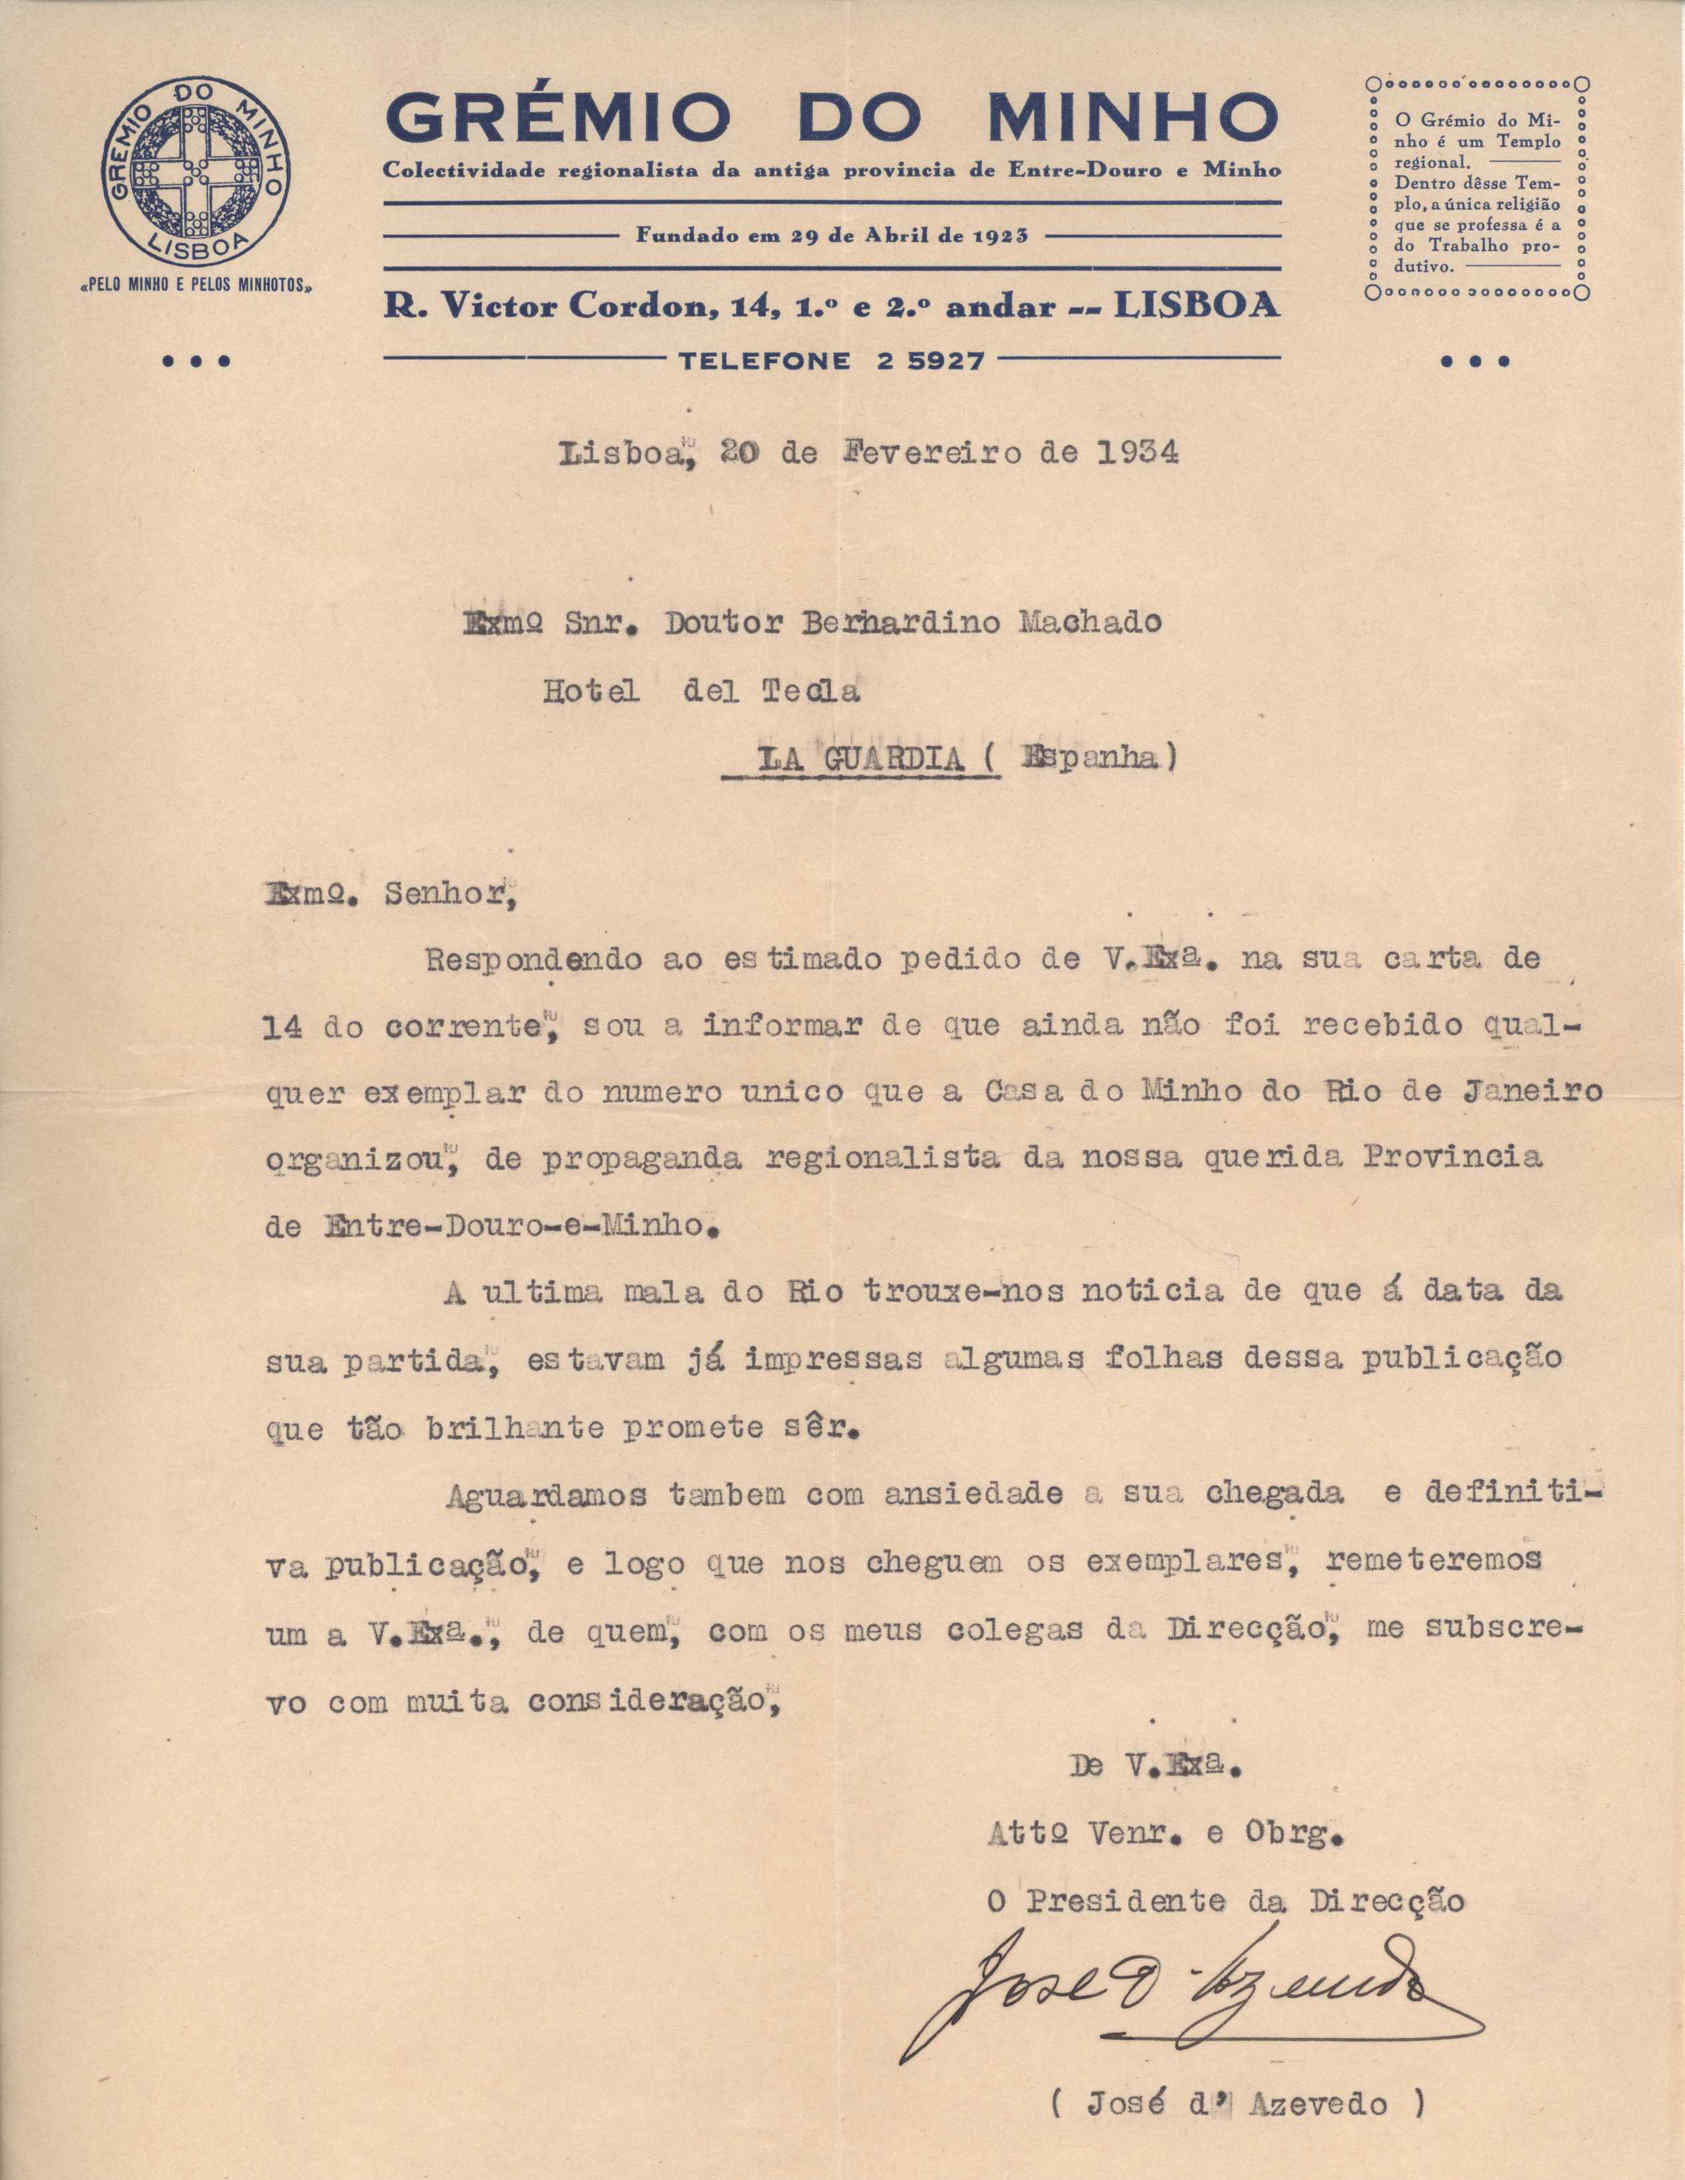 GREMIO DO MINHO
LISBOA
«PELO MINHO E PELOS MINHOTOS»
GRÉMIO DO MINHO
Colectividade regionalista da antiga provincia de Entre-Douro e Minho
Fundado em 29 de Abril de 1923
R. Victor Cordon, 14, 1.º e 2.º andar -- LISBOA
TELEFONE 2 5927
O Grémio do Mi-
nho é um Templo
regional.
Dentro dêsse Tem-
plo, a única religião
que se professa é a
do Trabalho pro-
dutivo.
Lisboa, 20 de Fevereiro de 1934
Exmº Snr. Doutor Bernardino Machado
Hotel del Tecla
LA GUARDIA ( Espanha)
Exmº. Senhor,
Respondendo ao estimado pedido de V.Exª. na sua carta de
14 do corrente, sou a informar de que ainda não foi recebido qual-
quer exemplar do numero unico que a Casa do Minho do Rio de Janeiro
organizou, de propaganda regionalista da nossa querida Provincia
de Entre-Douro-e-Minho.
A ultima mala do Rio trouxe-nos noticia de que á data da
sua partida, estavam já impressas algumas folhas dessa publicação
que tão brilhante promete sêr.
Aguardamos tambem com ansiedade a sua chegada e definiti-
va publicação, e logo que nos cheguem os exemplares, remeteremos
um a V.Exª., de quem, com os meus colegas da Direcção, me subscre-
vo com muita consideração,
De V.Exª.
Attº Venr. e Obrg.
O Presidente da Direcção
José d'Azevedo
( José d' Azevedo )